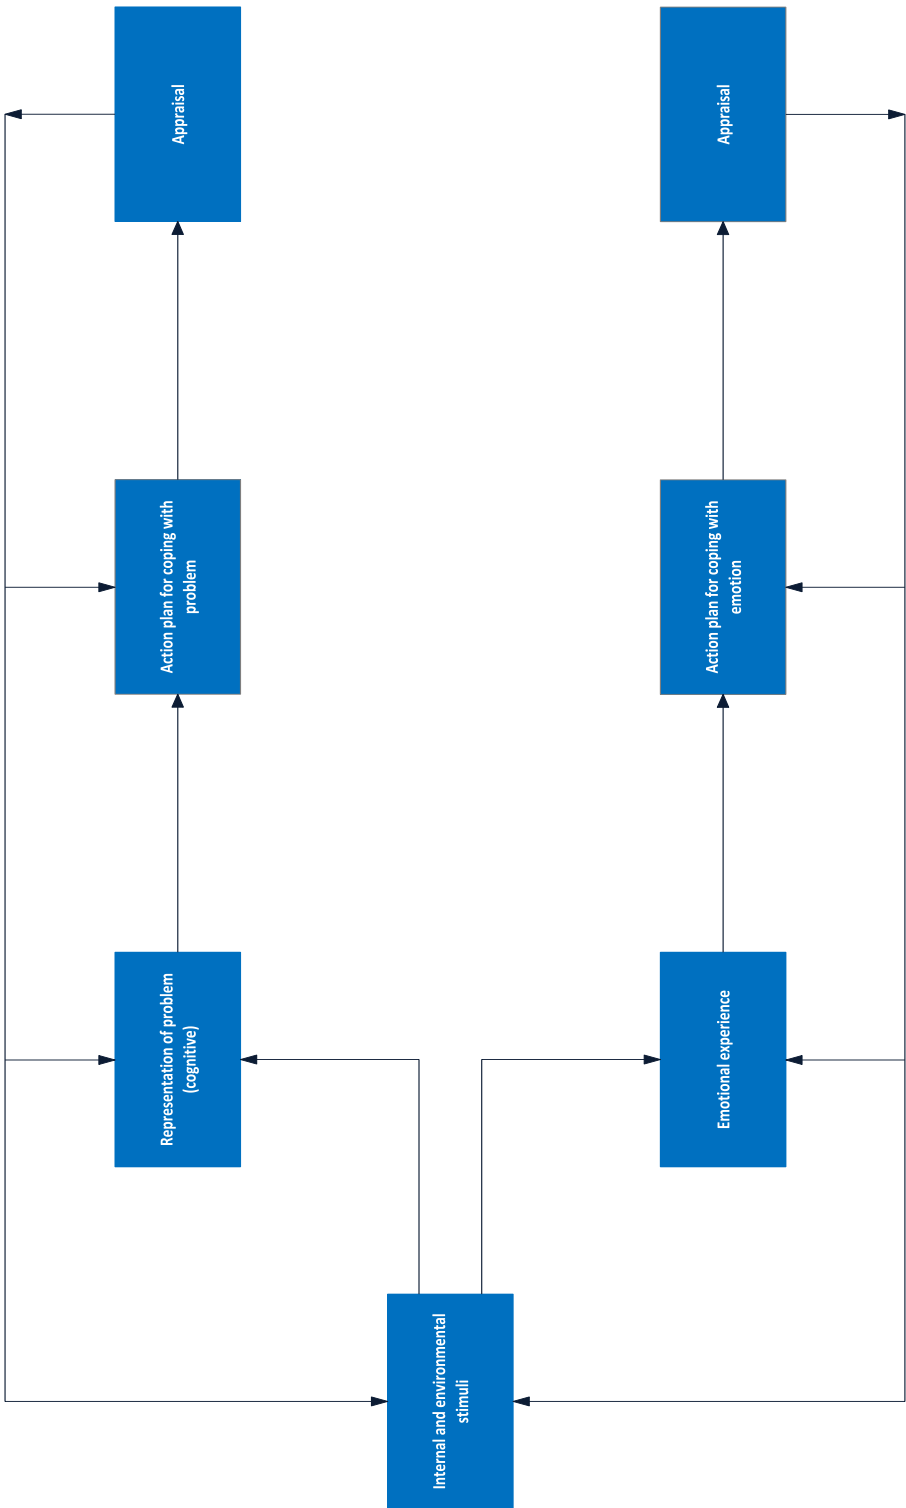 Internal and environmental
stimuli
Representation of problem
(cognitive)
Action plan for coping with
problem
Appraisal
Emotional experience
Action plan for coping with
emotion
Appraisal